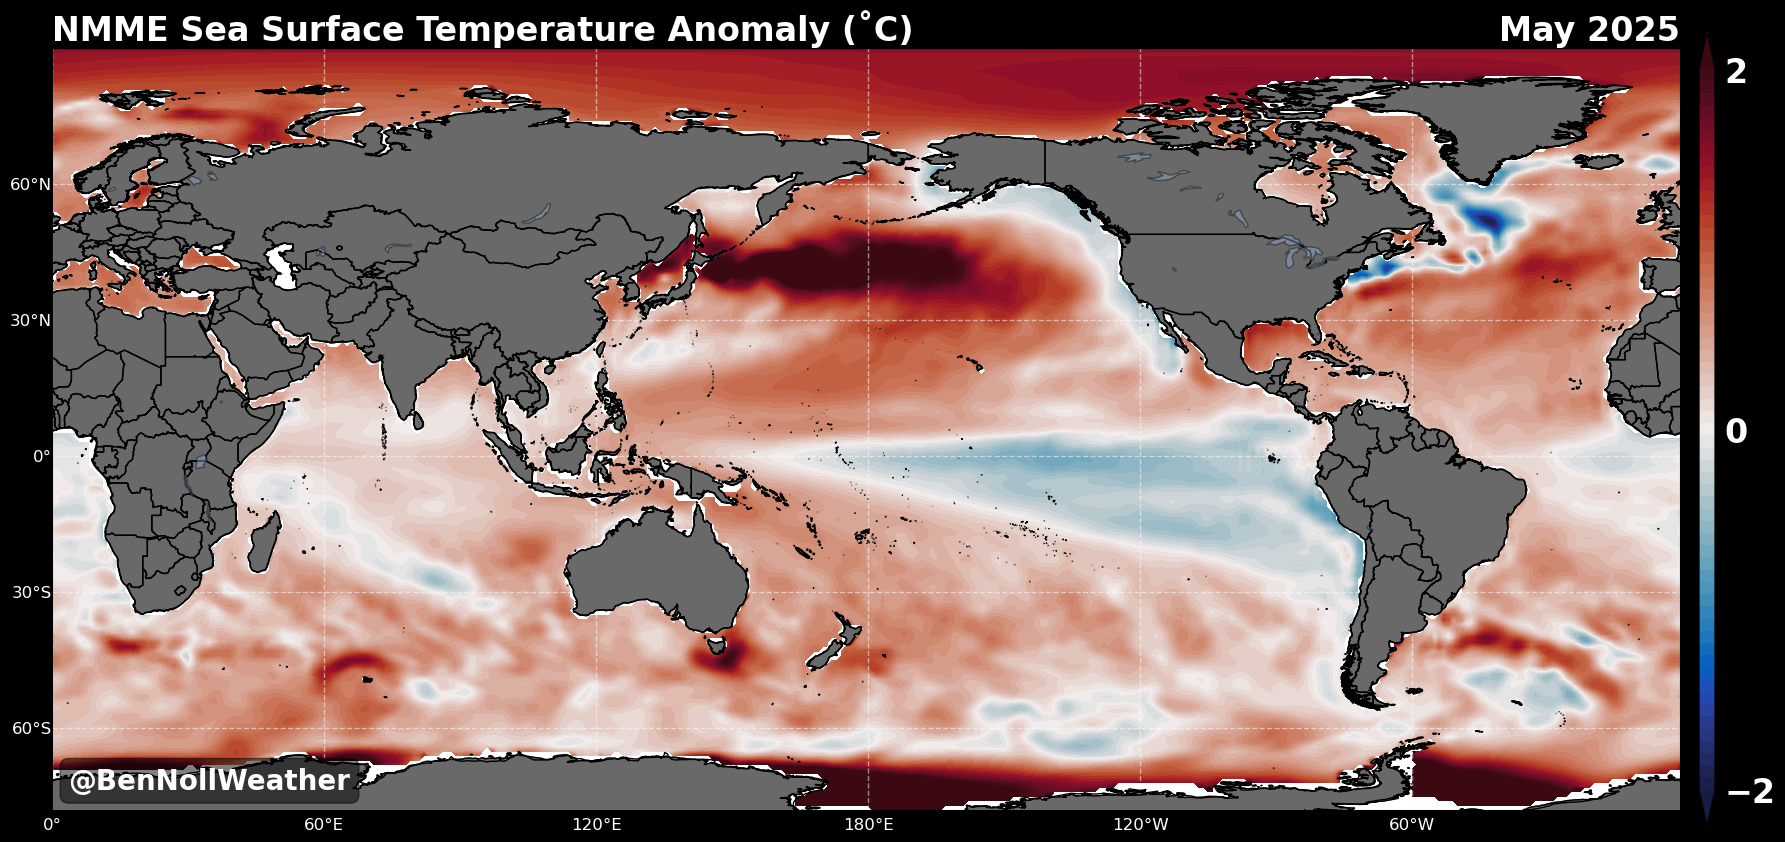 NMME Sea Surface Temperature Anomaly (˚C)
May 2025
2
0
−2
60°N
30°N
0°
30°S
60°S
@BenNollWeather
0°
60°E
120°E
180°E
120°W
60°W